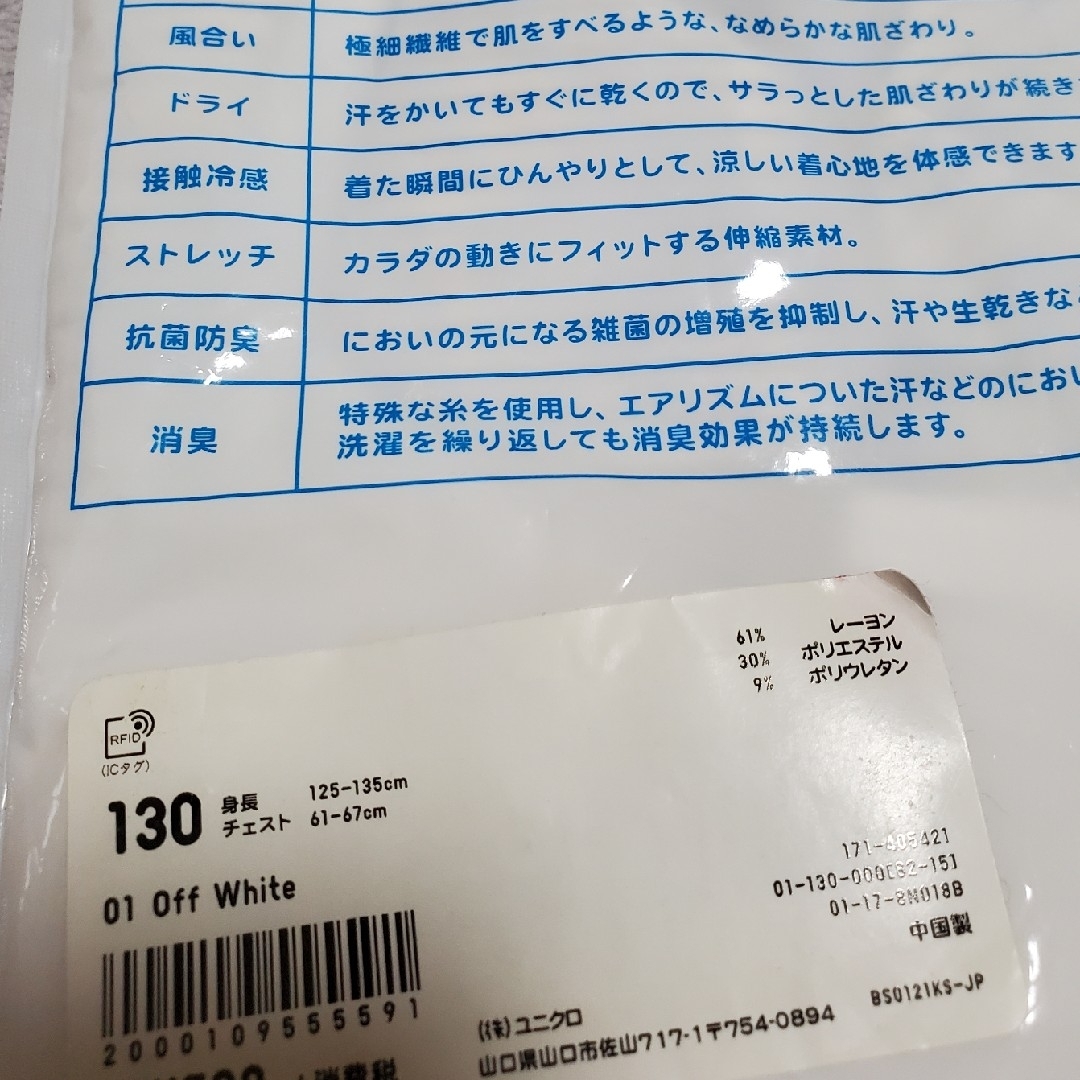 風合い 極細繊維で肌をすべるような、なめらかな肌ざわり。
ドライ 汗をかいてもすぐに乾くので、サラっとした肌ざわりが続き
接触冷感 着た瞬間にひんやりとして、涼しい着心地を体感できます
ストレッチ カラダの動きにフィットする伸縮素材。
抗菌防臭 においの元になる雑菌の増殖を抑制し、汗や生乾きな
消臭 特殊な糸を使用し、エアリズムについた汗などのにおい
洗濯を繰り返しても消臭効果が持続します。
61% レーヨン
30% ポリエステル
9% ポリウレタン
RFID
(ICタグ)
130 身長 125-135cm
チェスト 61-67cm
01 Off White
171-405421
01-17-8N018B
中国製
BS0121KS-JP
2000109555591
(株)ユニクロ
山口県山口市佐山717-1〒754-0894
+消費税